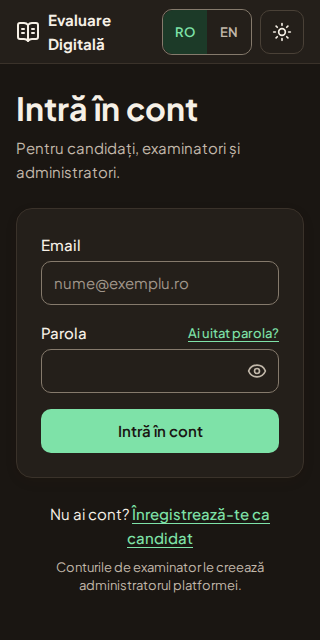 Evaluare
Digitală
RO EN
Intră în cont
Pentru candidați, examinatori și
administratori.
Email
nume@exemplu.ro
Parola Ai uitat parola?
Intră în cont
Nu ai cont? Înregistrează-te ca
candidat
Conturile de examinator le creează
administratorul platformei.